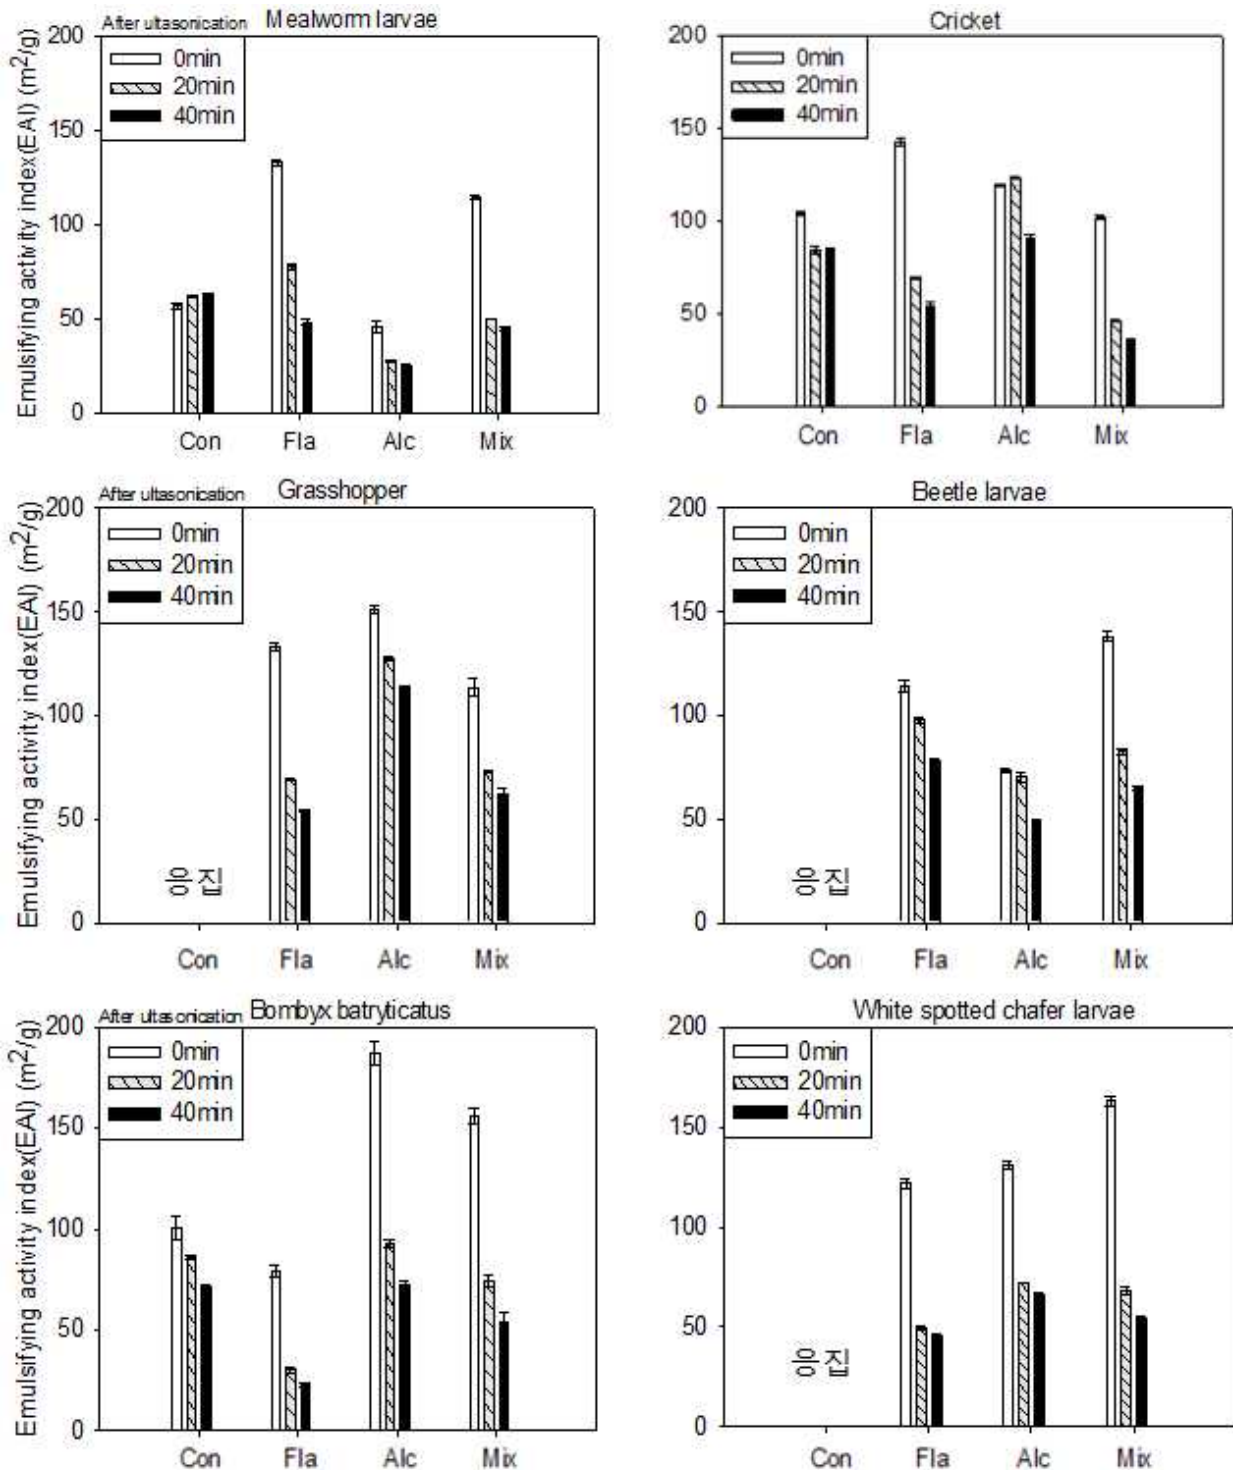 After ultasonication Mealworm larvae
Emulsifying activity index(EAI) (m²/g)
200
150
100
50
0
0min
20min
40min
Con Fla Alc Mix
Cricket
200
150
100
50
0
0min
20min
40min
Con Fla Alc Mix
After ultasonication Grasshopper
Emulsifying activity index(EAI) (m²/g)
200
150
100
50
0
0min
20min
40min
응집
Con Fla Alc Mix
Beetle larvae
200
150
100
50
0
0min
20min
40min
응집
Con Fla Alc Mix
After ultasonication Bombyx batryticatus
Emulsifying activity index(EAI) (m²/g)
200
150
100
50
0
0min
20min
40min
Con Fla Alc Mix
White spotted chafer larvae
200
150
100
50
0
0min
20min
40min
응집
Con Fla Alc Mix